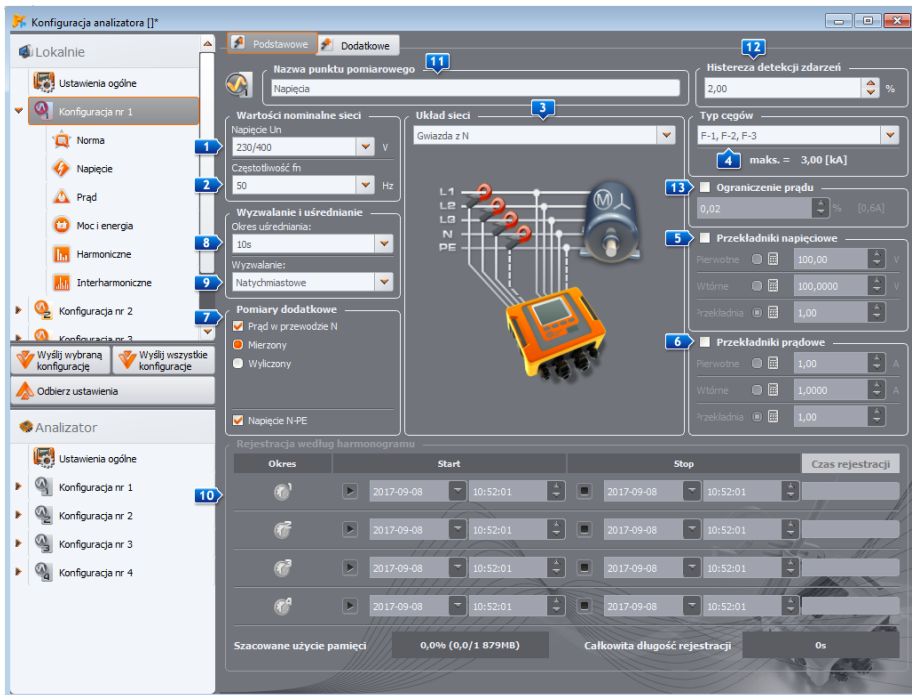 Konfiguracja analizatora []*
Lokalnie
Ustawienia ogólne
Konfiguracja nr 1
Norma
Napięcie
Prąd
Moc i energia
Harmoniczne
Interharmoniczne
Konfiguracja nr 2
Konfiguracja nr 3
Wyślij wybraną konfigurację
Wyślij wszystkie konfiguracje
Odbierz ustawienia
Analizator
Ustawienia ogólne
Konfiguracja nr 1
Konfiguracja nr 2
Konfiguracja nr 3
Konfiguracja nr 4
Podstawowe
Dodatkowe
11
Nazwa punktu pomiarowego
Napięcia
12
Histereza detekcji zdarzeń
2,00 %
Wartości nominalne sieci
Napięcie Un
1
230/400 V
Częstotliwość fn
2
50 Hz
Wyzwalanie i uśrednianie
Okres uśredniania:
8
10s
Wyzwalanie:
9
Natychmiastowe
7
Pomiary dodatkowe
Prąd w przewodzie N
Mierzony
Wyliczony
Napięcie N-PE
3
Układ sieci
Gwiazda z N
L1
L2
L3
N
PE
M
Typ cęgów
F-1, F-2, F-3
4
maks. = 3,00 [kA]
13
Ograniczenie prądu
0,02 % [0,6A]
5
Przekładniki napięciowe
Pierwotne 100,00 V
Wtórne 100,0000 V
Przekładnia 1,00
6
Przekładniki prądowe
Pierwotne 1,00 A
Wtórne 1,0000 A
Przekładnia 1,00
Rejestracja według harmonogramu
Okres Start Stop Czas rejestracji
10
1 2017-09-08 10:52:01 2017-09-08 10:52:01
2 2017-09-08 10:52:01 2017-09-08 10:52:01
3 2017-09-08 10:52:01 2017-09-08 10:52:01
4 2017-09-08 10:52:01 2017-09-08 10:52:01
Szacowane użycie pamięci 0,0% (0,0/1 879MB) Całkowita długość rejestracji 0s